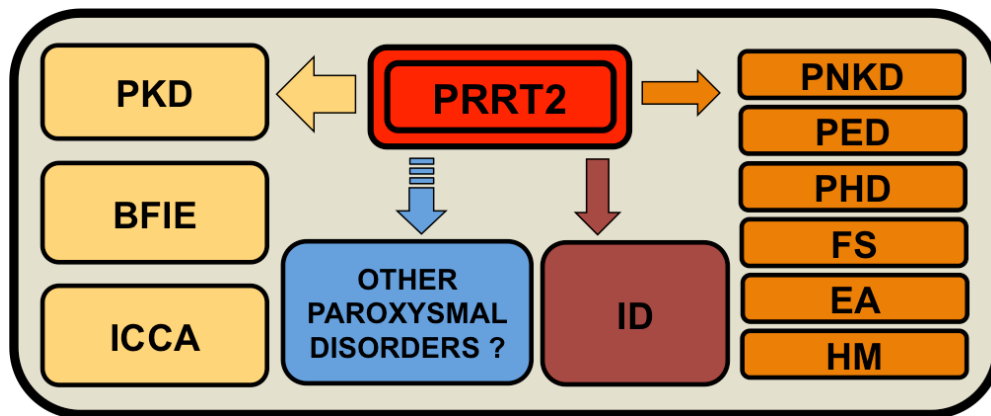 PRRT2
PKD
BFIE
ICCA
OTHER
PAROXYSMAL
DISORDERS ?
ID
PNKD
PED
PHD
FS
EA
HM